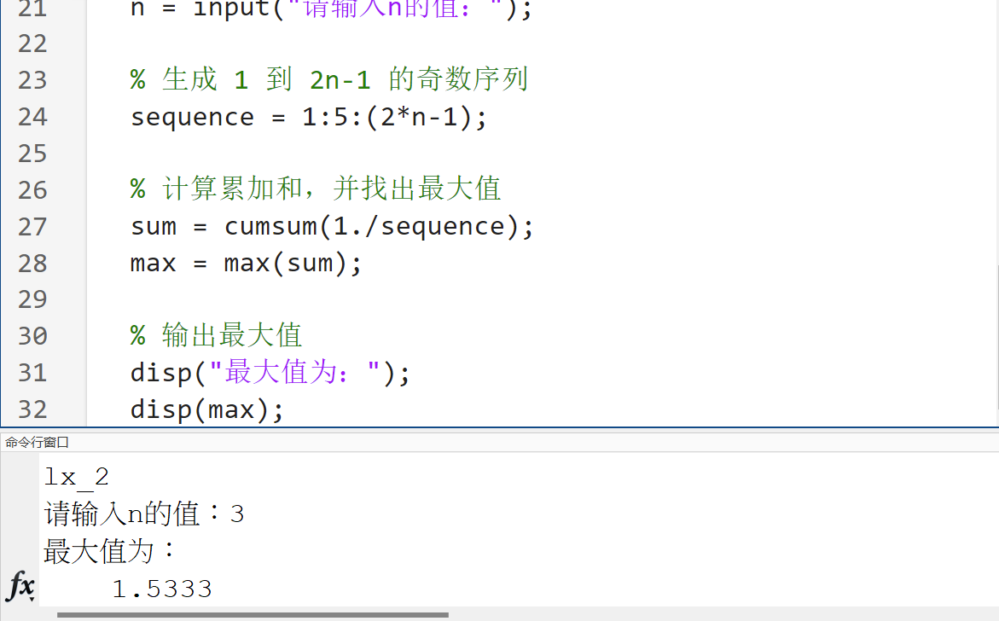 21 n = input("请输入n的值：");
22
23 % 生成 1 到 2n-1 的奇数序列
24 sequence = 1:5:(2*n-1);
25
26 % 计算累加和，并找出最大值
27 sum = cumsum(1./sequence);
28 max = max(sum);
29
30 % 输出最大值
31 disp("最大值为：");
32 disp(max);
命令行窗口
lx_2
请输入n的值：3
最大值为：
fx 1.5333